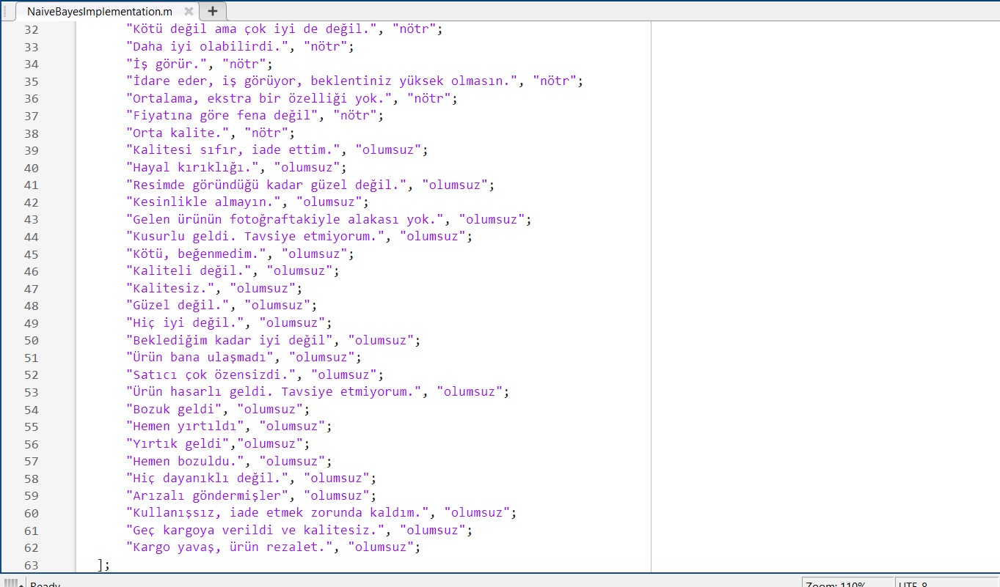 NaiveBayesImplementation.m
32 "Kötü değil ama çok iyi de değil.", "nötr";
33 "Daha iyi olabilirdi.", "nötr";
34 "İş görür.", "nötr";
35 "İdare eder, iş görüyor, beklentiniz yüksek olmasın.", "nötr";
36 "Ortalama, ekstra bir özelliği yok.", "nötr";
37 "Fiyatına göre fena değil", "nötr";
38 "Orta kalite.", "nötr";
39 "Kalitesi sıfır, iade ettim.", "olumsuz";
40 "Hayal kırıklığı.", "olumsuz";
41 "Resimde göründüğü kadar güzel değil.", "olumsuz";
42 "Kesinlikle almayın.", "olumsuz";
43 "Gelen ürünün fotoğraftakiyle alakası yok.", "olumsuz";
44 "Kusurlu geldi. Tavsiye etmiyorum.", "olumsuz";
45 "Kötü, beğenmedim.", "olumsuz";
46 "Kaliteli değil.", "olumsuz";
47 "Kalitesiz.", "olumsuz";
48 "Güzel değil.", "olumsuz";
49 "Hiç iyi değil.", "olumsuz";
50 "Beklediğim kadar iyi değil", "olumsuz";
51 "Ürün bana ulaşmadı", "olumsuz";
52 "Satıcı çok özensizdi.", "olumsuz";
53 "Ürün hasarlı geldi. Tavsiye etmiyorum.", "olumsuz";
54 "Bozuk geldi", "olumsuz";
55 "Hemen yırtıldı", "olumsuz";
56 "Yırtık geldi","olumsuz";
57 "Hemen bozuldu.", "olumsuz";
58 "Hiç dayanıklı değil.", "olumsuz";
59 "Arızalı göndermişler", "olumsuz";
60 "Kullanışsız, iade etmek zorunda kaldım.", "olumsuz";
61 "Geç kargoya verildi ve kalitesiz.", "olumsuz";
62 "Kargo yavaş, ürün rezalet.", "olumsuz";
63 ];
Ready Zoom: 110% UTF-8